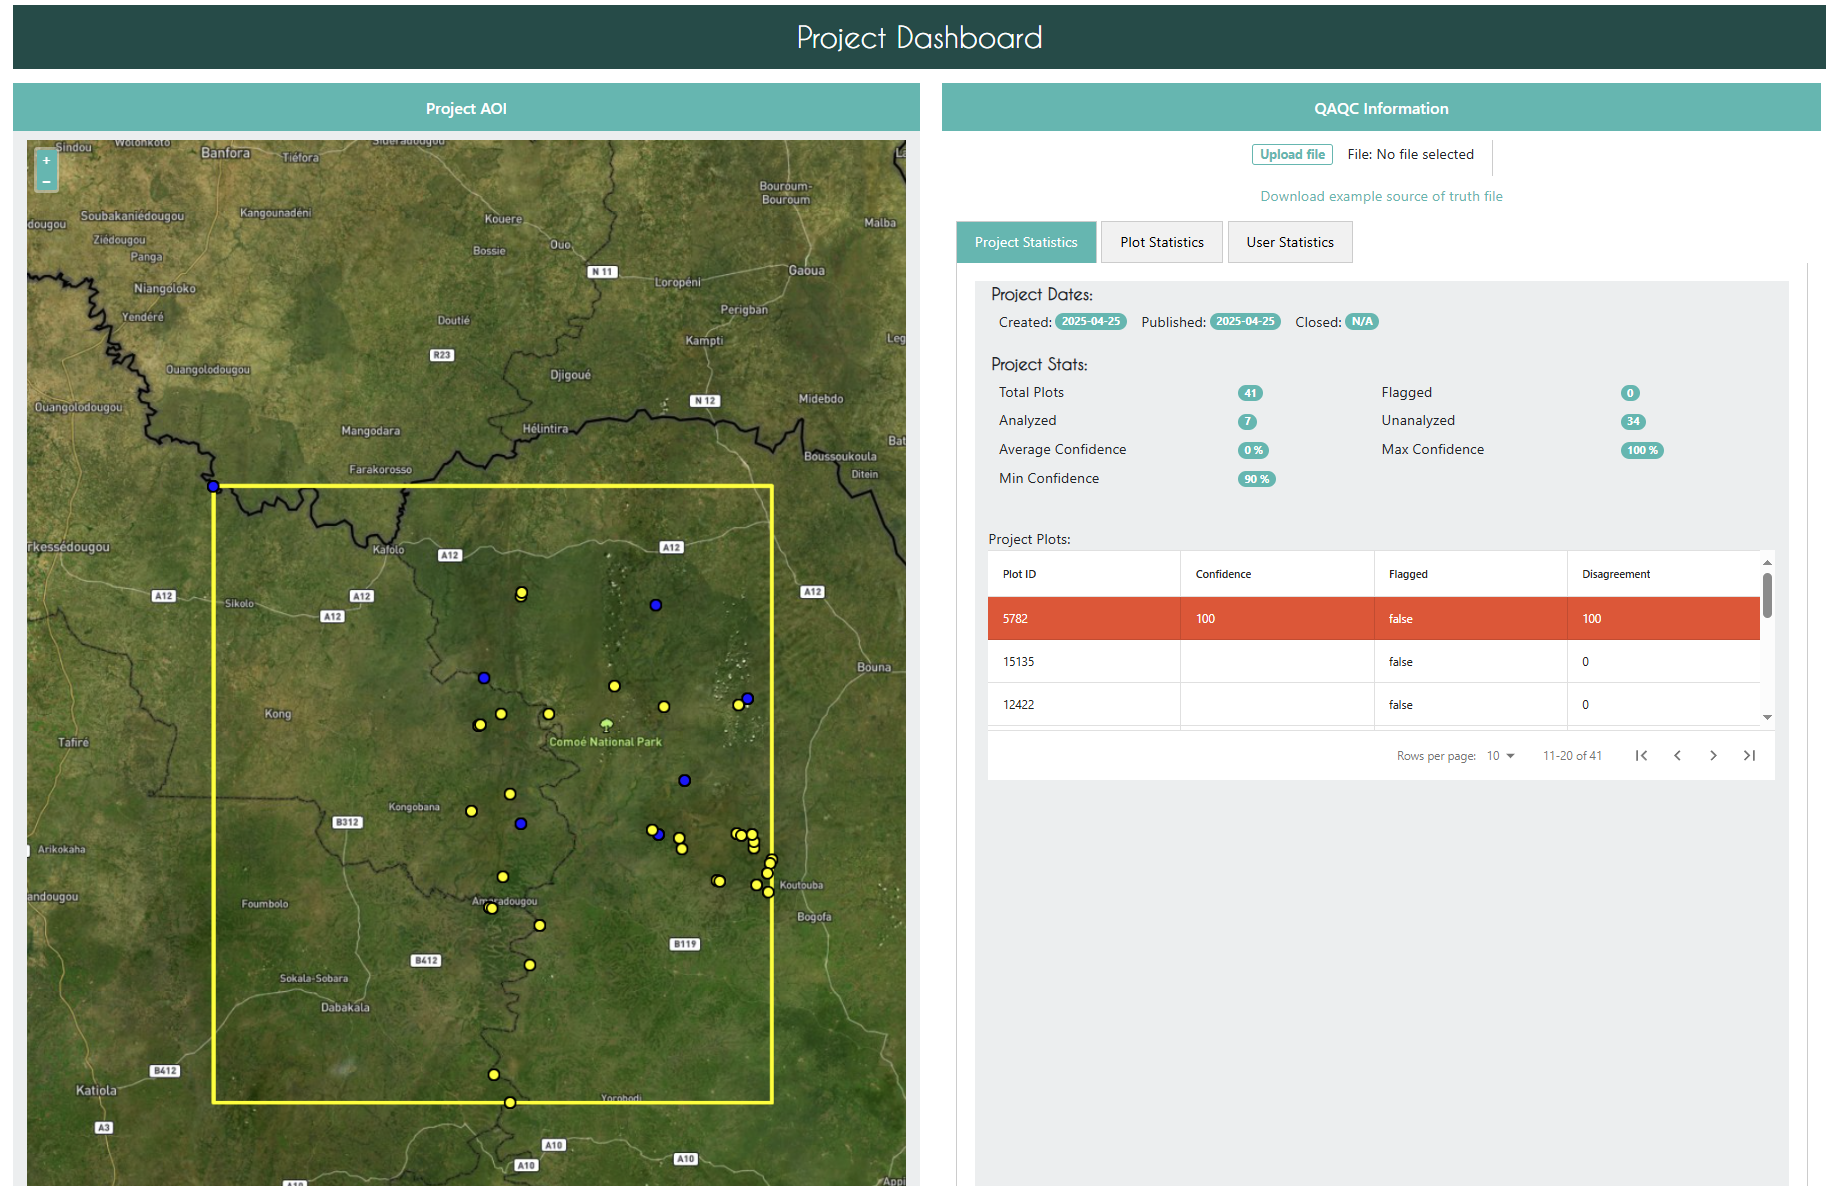 Project Dashboard
Project AOI
+
−
Sindou
Wolonkoto
Banfora
Tiéfora
Sidéradougou
Bouroum-
Bouroum
Soubakaniédougou
Kangounadéni
Kouere
Malba
dougou
Ziédougou
Ouo
Bossie
Panga
N 11
Gaoua
Niangoloko
Loropéni
Yendéré
Doutié
Perigban
Kampti
Leg
R23
Ouangolodougou
Djigoué
Ouangolodougou
N 12
Midebdo
Mangodara
Hélintira
Bat
Boussoukoula
Farakorosso
Ditein
rkessédougou
Kafolo
A12
A12
A12
A12
A12
Sikolo
A12
Bouna
Kong
Tafiré
Comoé National Park
Kongobana
B312
Arikokaha
Koutouba
andougou
Foumbolo
Amaradougou
Bogofa
B119
B412
Sokala-Sobara
Dabakala
B412
Katiola
Yorobodi
A3
A10
A10
A10
A10
Appi
QAQC Information
Upload file File: No file selected
Download example source of truth file
Project Statistics Plot Statistics User Statistics
Project Dates:
Created: 2025-04-25 Published: 2025-04-25 Closed: N/A
Project Stats:
Total Plots 41 Flagged 0
Analyzed 7 Unanalyzed 34
Average Confidence 0 % Max Confidence 100 %
Min Confidence 90 %
Project Plots:
Plot ID Confidence Flagged Disagreement
5782 100 false 100
15135 false 0
12422 false 0
Rows per page: 10 11-20 of 41